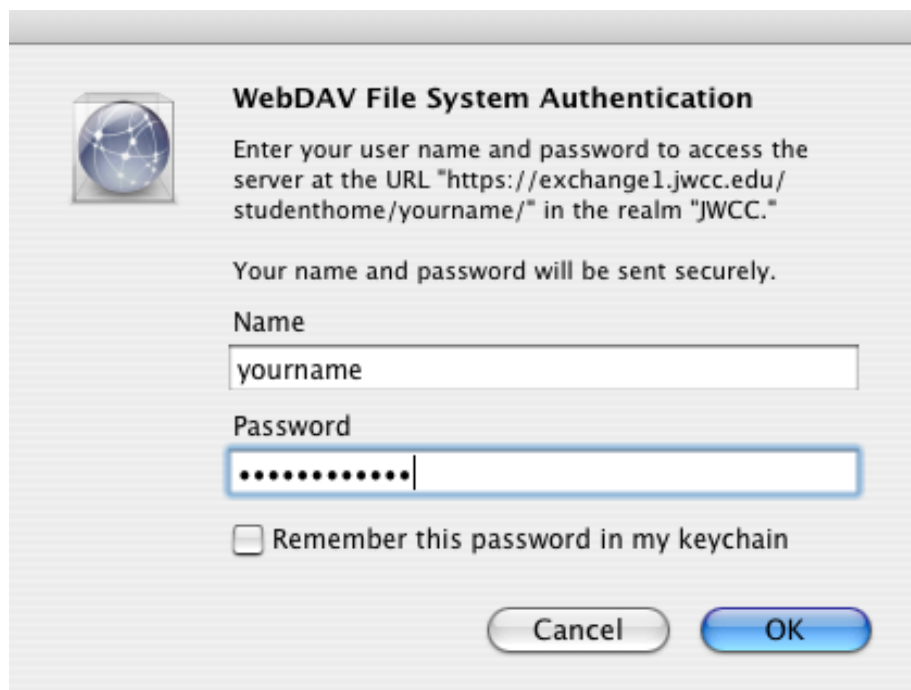 WebDAV File System Authentication
Enter your user name and password to access the
server at the URL "https://exchange1.jwcc.edu/
studenthome/yourname/" in the realm "JWCC."
Your name and password will be sent securely.
Name
yourname
Password
••••••••••••
Remember this password in my keychain
Cancel OK